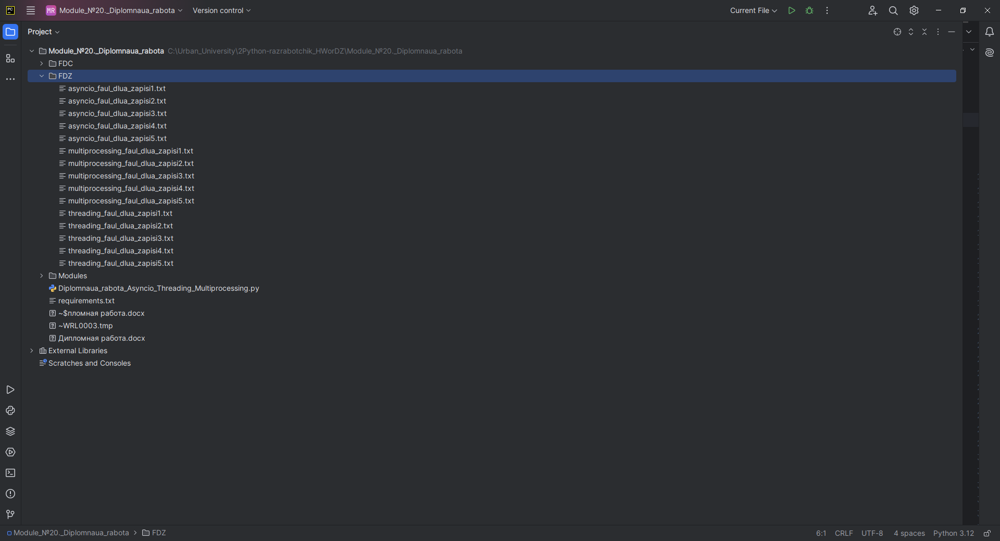 PC
MR Module_№20._Diplomnaua_rabota Version control Current File
Project
Module_№20._Diplomnaua_rabota C:\Urban_University\2Python-razrabotchik_HWorDZ\Module_№20._Diplomnaua_rabota
FDC
FDZ
asyncio_faul_dlua_zapisi1.txt
asyncio_faul_dlua_zapisi2.txt
asyncio_faul_dlua_zapisi3.txt
asyncio_faul_dlua_zapisi4.txt
asyncio_faul_dlua_zapisi5.txt
multiprocessing_faul_dlua_zapisi1.txt
multiprocessing_faul_dlua_zapisi2.txt
multiprocessing_faul_dlua_zapisi3.txt
multiprocessing_faul_dlua_zapisi4.txt
multiprocessing_faul_dlua_zapisi5.txt
threading_faul_dlua_zapisi1.txt
threading_faul_dlua_zapisi2.txt
threading_faul_dlua_zapisi3.txt
threading_faul_dlua_zapisi4.txt
threading_faul_dlua_zapisi5.txt
Modules
Diplomnaua_rabota_Asyncio_Threading_Multiprocessing.py
requirements.txt
~$пломная работа.docx
~WRL0003.tmp
Дипломная работа.docx
External Libraries
Scratches and Consoles
Module_№20._Diplomnaua_rabota > FDZ 6:1 CRLF UTF-8 4 spaces Python 3.12